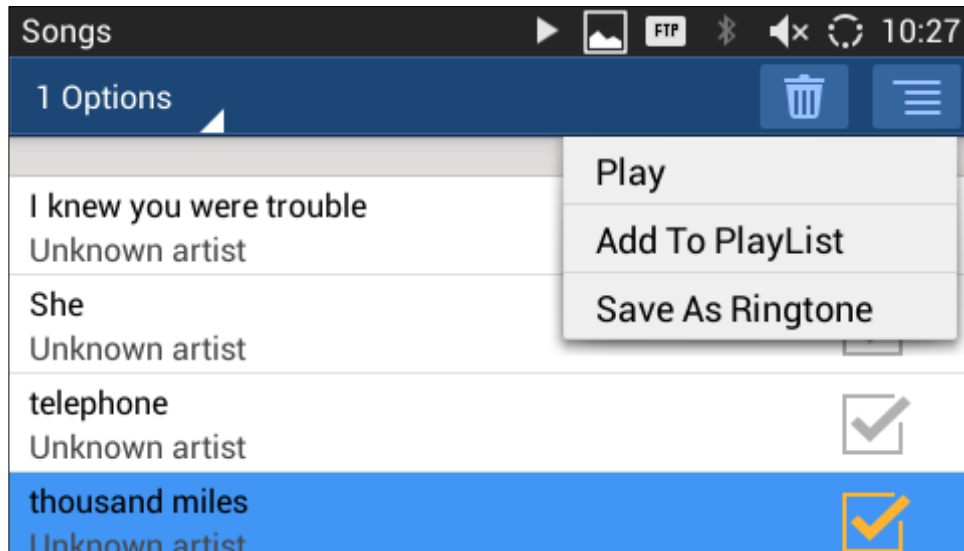 Songs
FTP
10:27
1 Options
Play
Add To PlayList
Save As Ringtone
I knew you were trouble
Unknown artist
She
Unknown artist
telephone
Unknown artist
thousand miles
Unknown artist